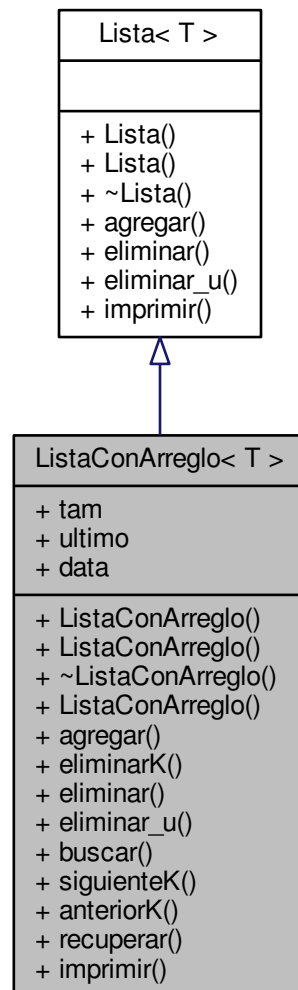 Lista< T >
+ Lista()
+ Lista()
+ ~Lista()
+ agregar()
+ eliminar()
+ eliminar_u()
+ imprimir()
ListaConArreglo< T >
+ tam
+ ultimo
+ data
+ ListaConArreglo()
+ ListaConArreglo()
+ ~ListaConArreglo()
+ ListaConArreglo()
+ agregar()
+ eliminarK()
+ eliminar()
+ eliminar_u()
+ buscar()
+ siguienteK()
+ anteriorK()
+ recuperar()
+ imprimir()